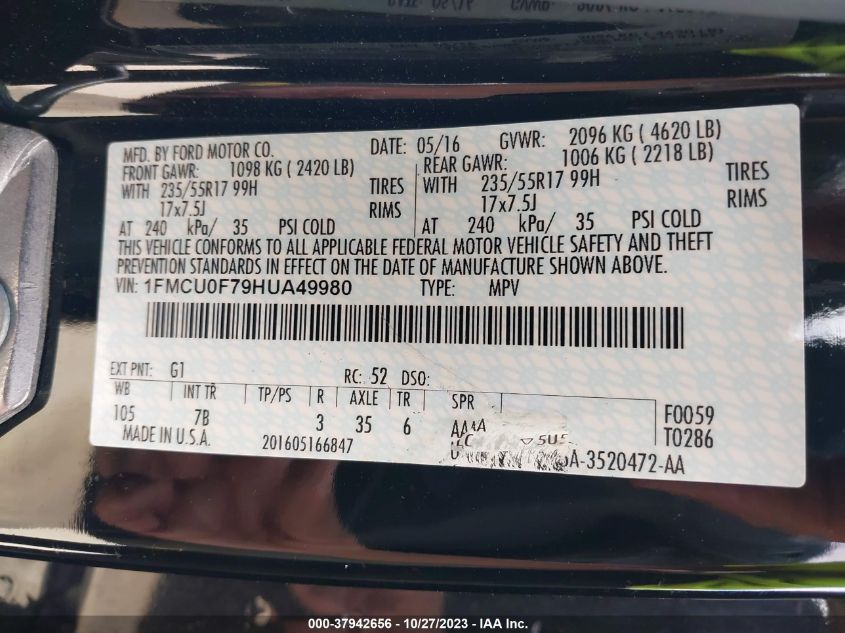 MFD. BY FORD MOTOR CO. DATE: 05/16 GVWR: 2096 KG ( 4620 LB)
FRONT GAWR: 1098 KG ( 2420 LB) REAR GAWR: 1006 KG ( 2218 LB)
WITH 235/55R17 99H TIRES WITH 235/55R17 99H TIRES
17x7.5J RIMS 17x7.5J RIMS
AT 240 kPa/ 35 PSI COLD AT 240 kPa/ 35 PSI COLD
THIS VEHICLE CONFORMS TO ALL APPLICABLE FEDERAL MOTOR VEHICLE SAFETY AND THEFT
PREVENTION STANDARDS IN EFFECT ON THE DATE OF MANUFACTURE SHOWN ABOVE.
VIN: 1FMCU0F79HUA49980 TYPE: MPV
EXT PNT: G1 RC: 52 DSO:
WB INT TR TP/PS R AXLE TR SPR
105 7B 3 35 6 F0059
MADE IN U.S.A. 201605166847 T0286
A-3520472-AA
000-37942656 - 10/27/2023 - IAA Inc.